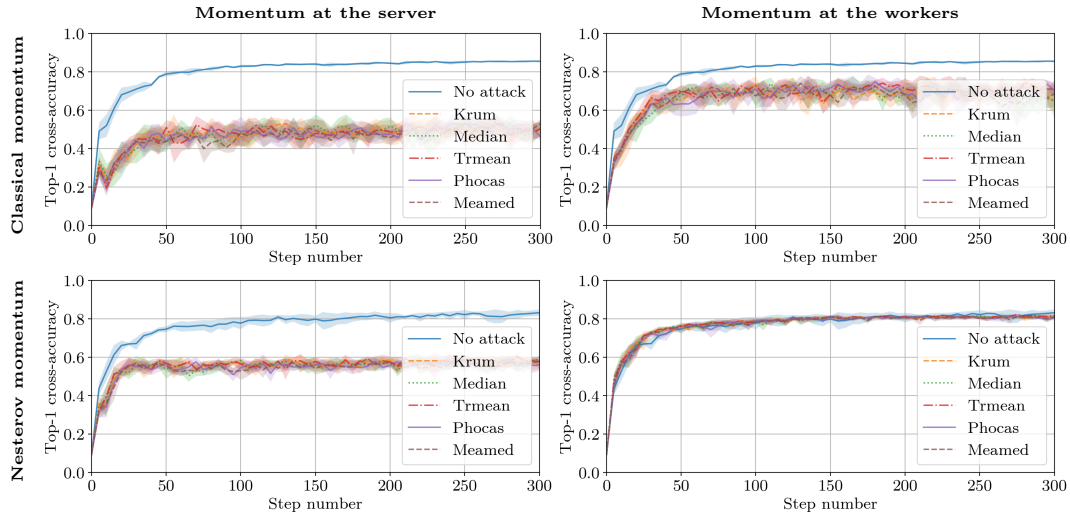 Momentum at the server
Momentum at the workers
Classical momentum
Top-1 cross-accuracy
1.0
0.8
0.6
0.4
0.2
0.0
No attack
Krum
Median
Trmean
Phocas
Meamed
0 50 100 150 200 250 300
Step number
Top-1 cross-accuracy
1.0
0.8
0.6
0.4
0.2
0.0
No attack
Krum
Median
Trmean
Phocas
Meamed
0 50 100 150 200 250 300
Step number
Nesterov momentum
Top-1 cross-accuracy
1.0
0.8
0.6
0.4
0.2
0.0
No attack
Krum
Median
Trmean
Phocas
Meamed
0 50 100 150 200 250 300
Step number
Top-1 cross-accuracy
1.0
0.8
0.6
0.4
0.2
0.0
No attack
Krum
Median
Trmean
Phocas
Meamed
0 50 100 150 200 250 300
Step number